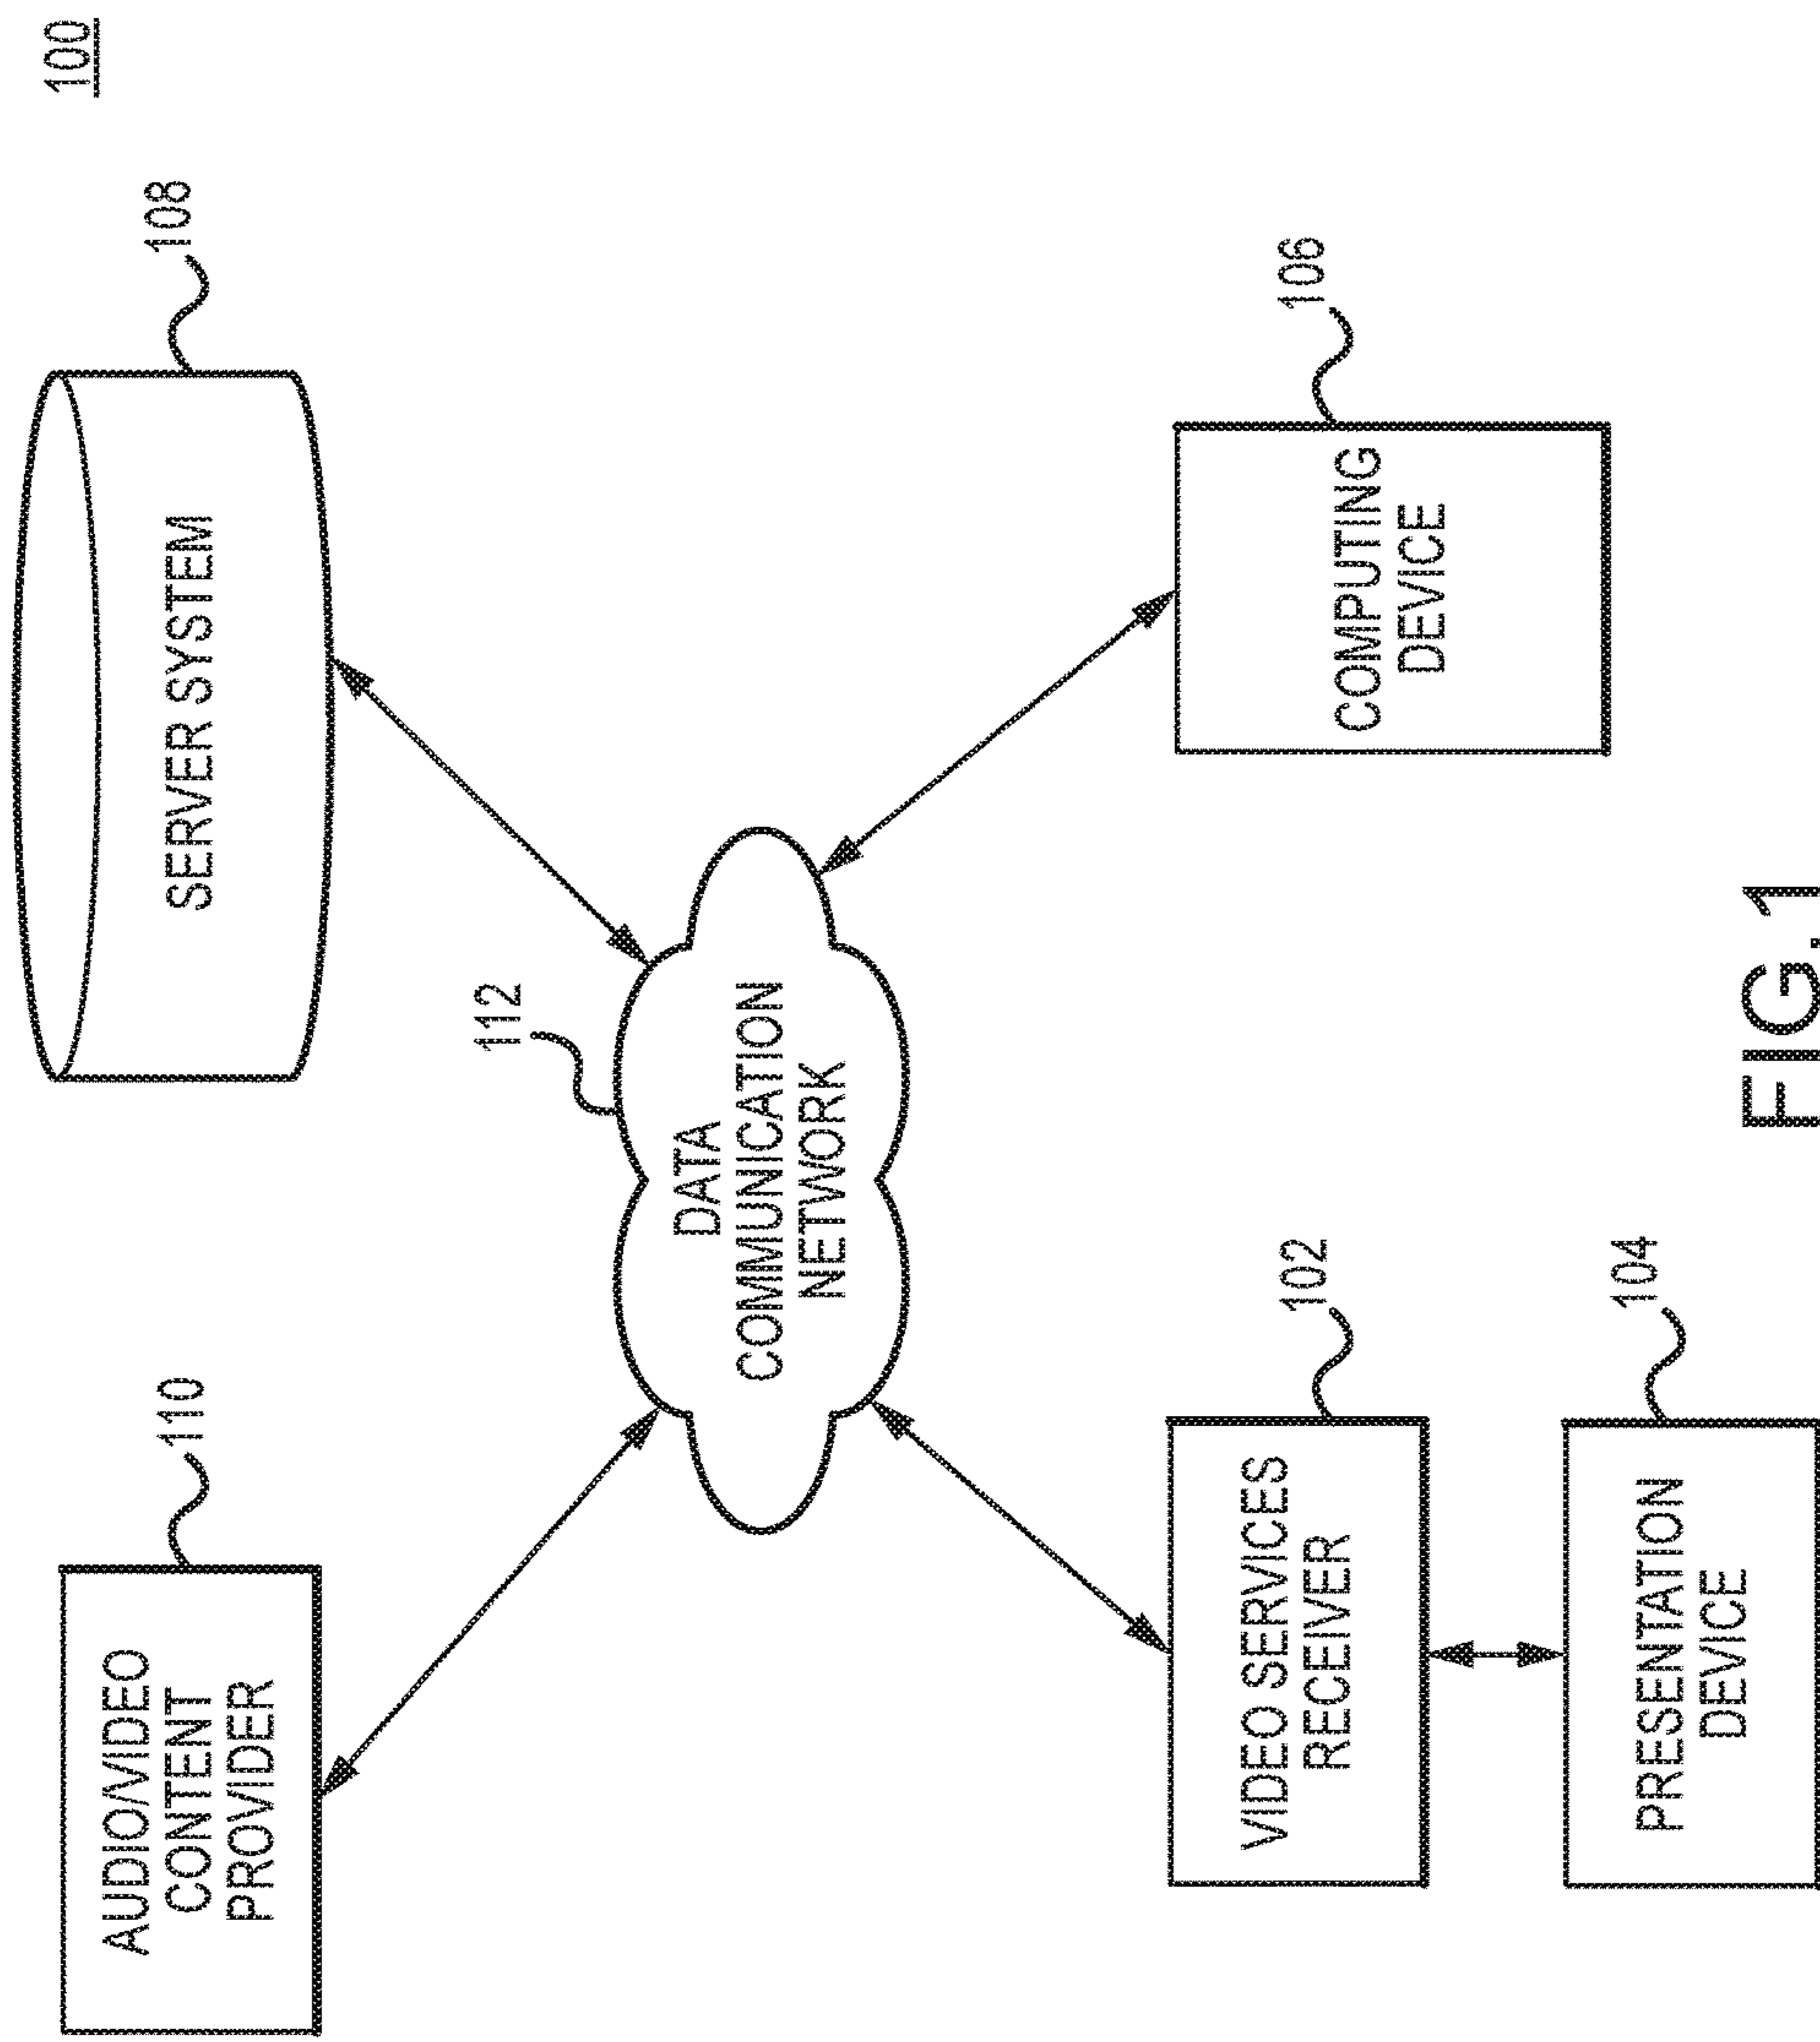 100
AUDIO/VIDEO
CONTENT
PROVIDER
110
SERVER SYSTEM
108
112
DATA
COMMUNICATION
NETWORK
VIDEO SERVICES
RECEIVER
102
COMPUTING
DEVICE
106
PRESENTATION
DEVICE
104
FIG.1